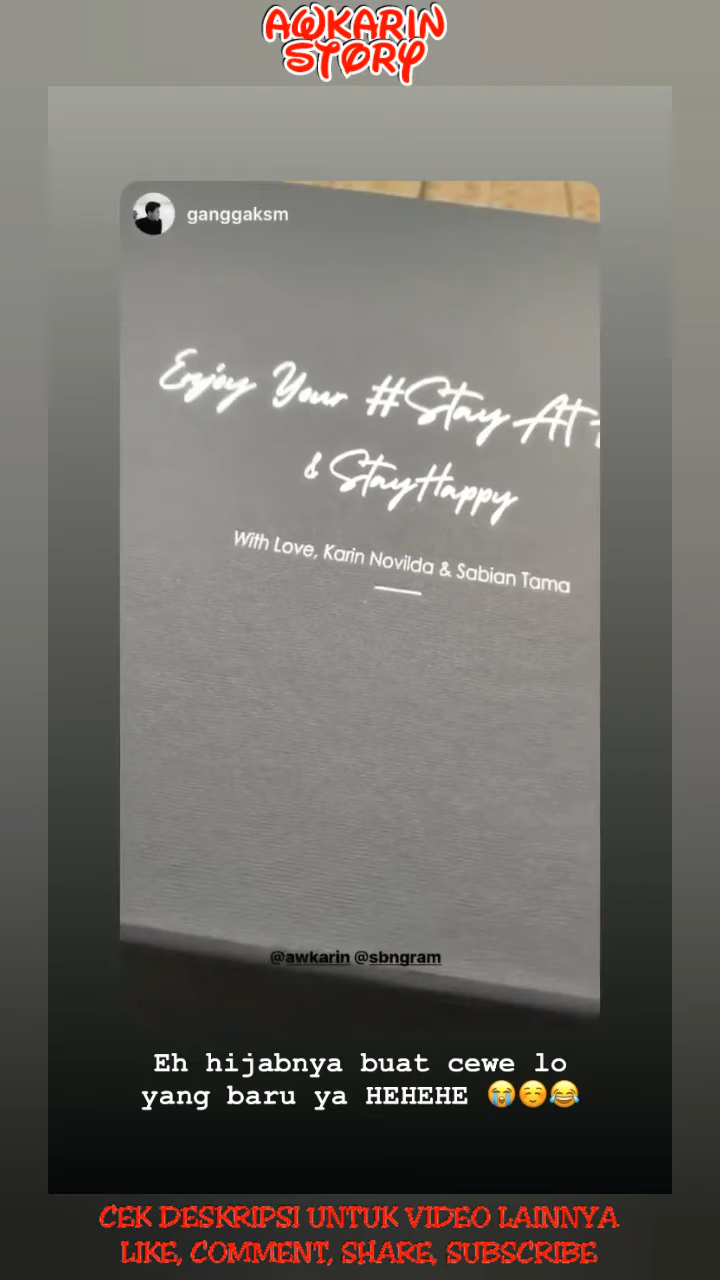 AWKARIN
STORY
ganggaksm
Enjoy Your #Stay At
& StayHappy
With Love, Karin Novilda & Sabian Tama
@awkarin @sbngram
Eh hijabnya buat cewe lo
yang baru ya HEHEHE 😭☺️😂
CEK DESKRIPSI UNTUK VIDEO LAINNYA
LIKE, COMMENT, SHARE, SUBSCRIBE